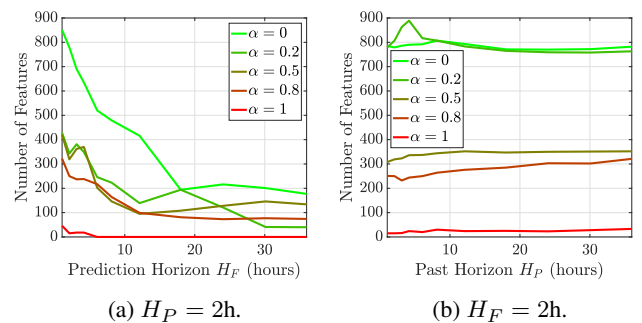 900
800
700
600
500
400
300
200
100
0
Number of Features
α = 0
α = 0.2
α = 0.5
α = 0.8
α = 1
10
20
30
Prediction Horizon H_F (hours)
(a) H_P = 2h.
900
800
700
600
500
400
300
200
100
0
Number of Features
α = 0
α = 0.2
α = 0.5
α = 0.8
α = 1
10
20
30
Past Horizon H_P (hours)
(b) H_F = 2h.